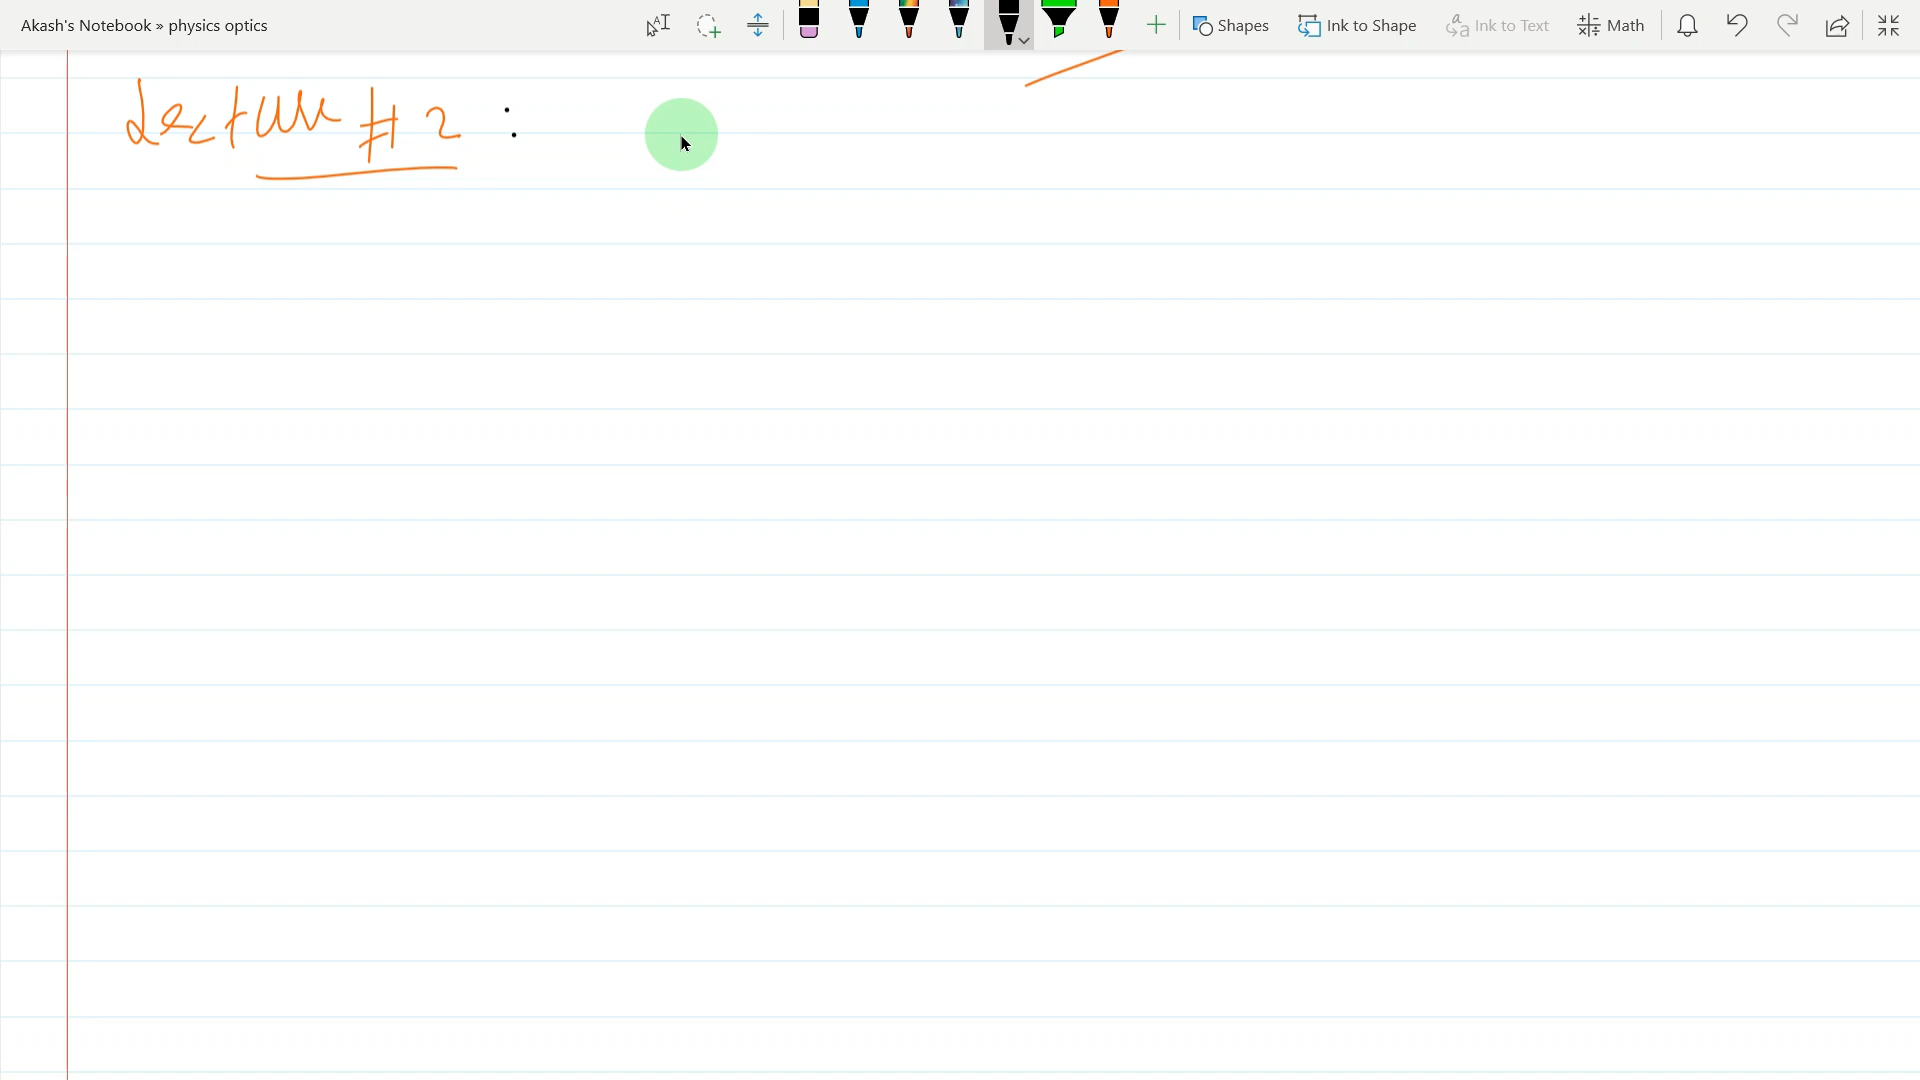 Akash's Notebook » physics optics Shapes Ink to Shape Ink to Text Math
Lecture # 2 :